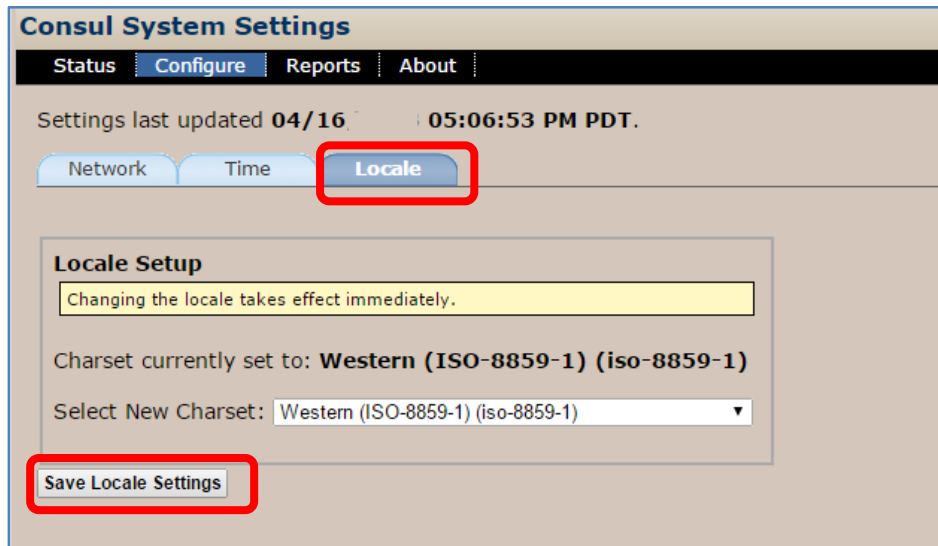 Consul System Settings
Status Configure Reports About
Settings last updated 04/16 05:06:53 PM PDT.
Network Time Locale
Locale Setup
Changing the locale takes effect immediately.
Charset currently set to: Western (ISO-8859-1) (iso-8859-1)
Select New Charset: Western (ISO-8859-1) (iso-8859-1)
Save Locale Settings